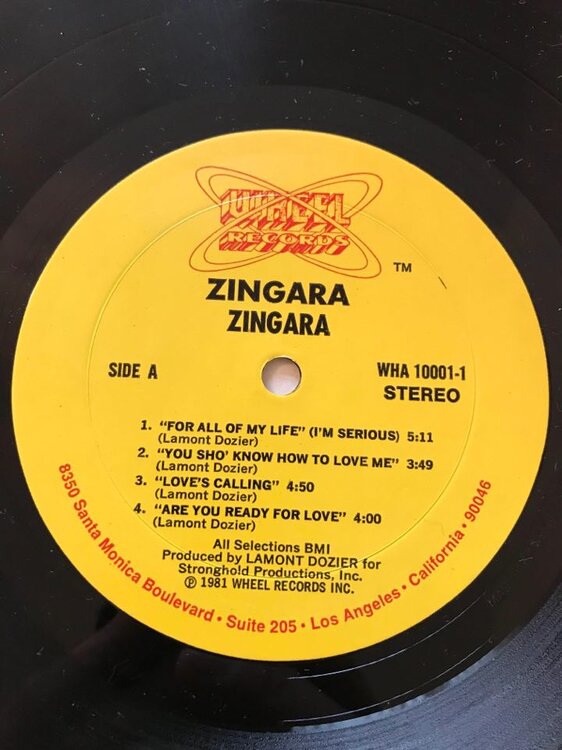 WHEEL
RECORDS
TM
ZINGARA
ZINGARA
SIDE A
WHA 10001-1
STEREO
1. "FOR ALL OF MY LIFE" (I'M SERIOUS) 5:11
(Lamont Dozier)
2. "YOU SHO' KNOW HOW TO LOVE ME" 3:49
(Lamont Dozier)
3. "LOVE'S CALLING" 4:50
(Lamont Dozier)
4. "ARE YOU READY FOR LOVE" 4:00
(Lamont Dozier)
All Selections BMI
Produced by LAMONT DOZIER for
Stronghold Productions, Inc.
℗ 1981 WHEEL RECORDS INC.
8350 Santa Monica Boulevard • Suite 205 • Los Angeles • California • 90046